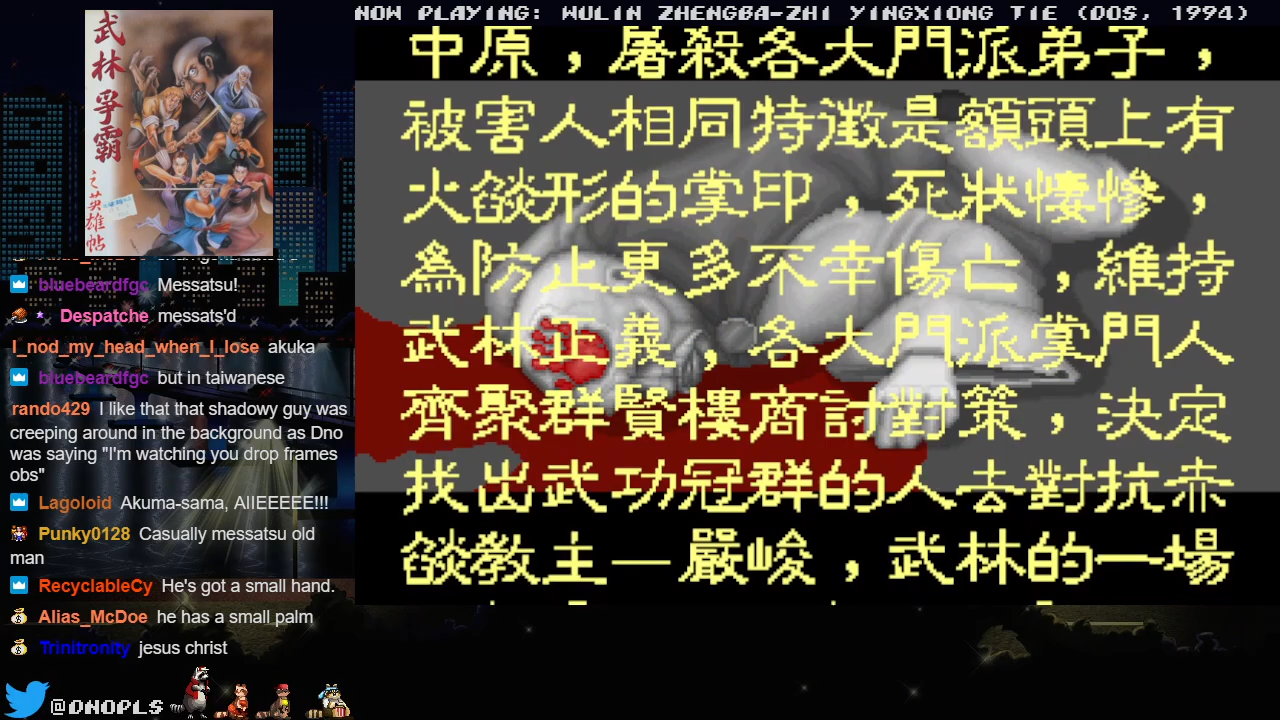 NOW PLAYING: WULIN ZHENGBA-ZHI YINGXIONG TIE (DOS, 1994)
武林爭霸
之英雄帖
bluebeardfgc Messatsu!
Despatche messats'd
I_nod_my_head_when_I_lose akuka
bluebeardfgc but in taiwanese
rando429 I like that that shadowy guy was
creeping around in the background as Dno
was saying "I'm watching you drop frames
obs"
Lagoloid Akuma-sama, AIIEEEEE!!!
Punky0128 Casually messatsu old
man
RecyclableCy He's got a small hand.
Alias_McDoe he has a small palm
Trinitronity jesus christ
@DNOPLS
中原，屠殺各大門派弟子，
被害人相同特徵是額頭上有
火燄形的掌印，死狀悽慘，
為防止更多不幸傷亡，維持
武林正義，各大門派掌門人
齊聚群賢樓商討對策，決定
找出武功冠群的人去對抗赤
燄教主—嚴峻，武林的一場